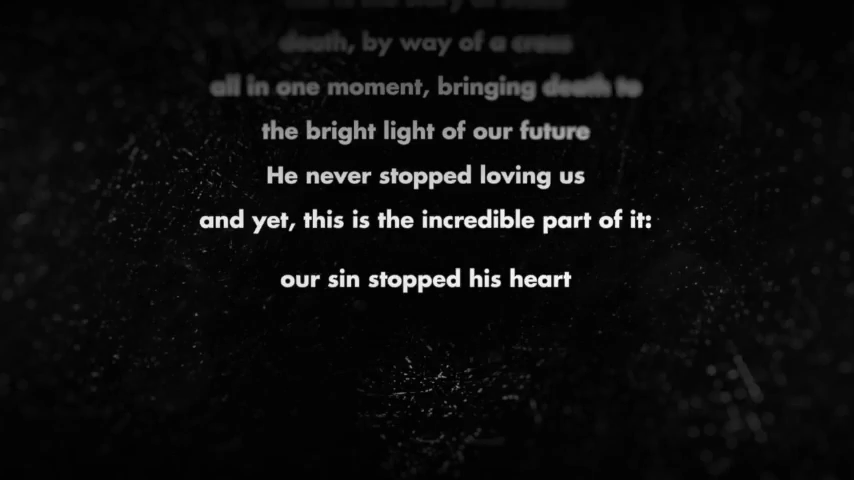 death, by way of a cross
all in one moment, bringing death to
the bright light of our future
He never stopped loving us
and yet, this is the incredible part of it:
our sin stopped his heart